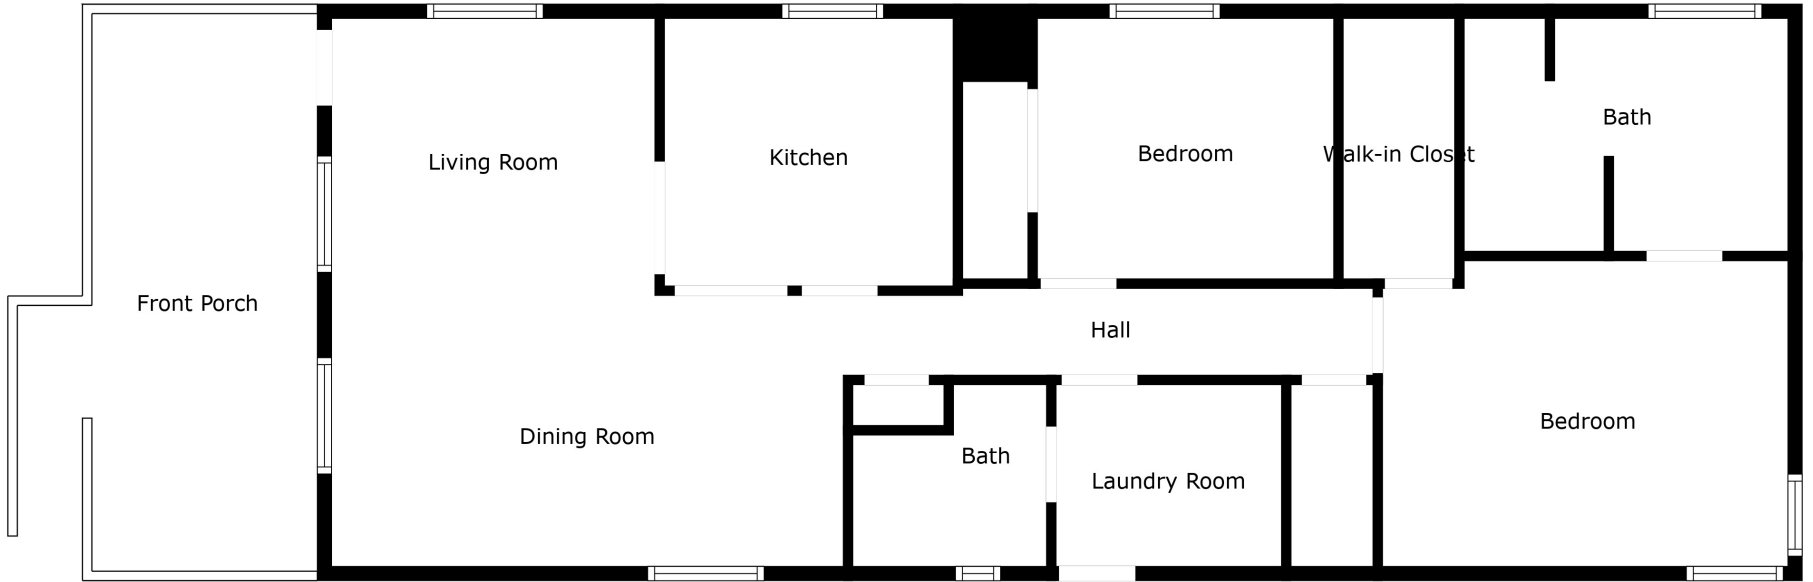 Living Room
Kitchen
Bedroom
Walk-in Closet
Bath
Front Porch
Hall
Dining Room
Bath
Laundry Room
Bedroom